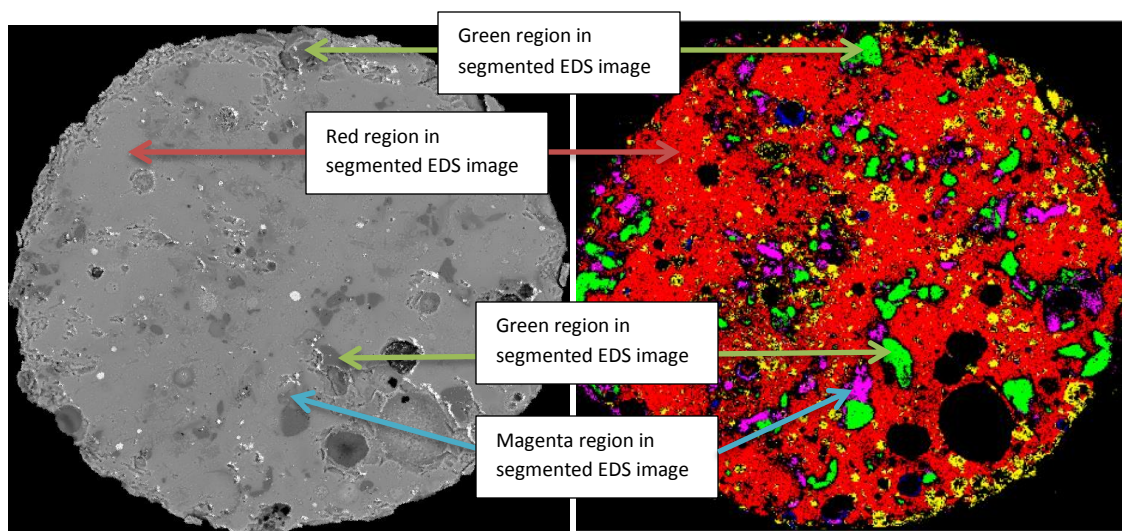 Green region in
segmented EDS image
Red region in
segmented EDS image
Green region in
segmented EDS image
Magenta region in
segmented EDS image